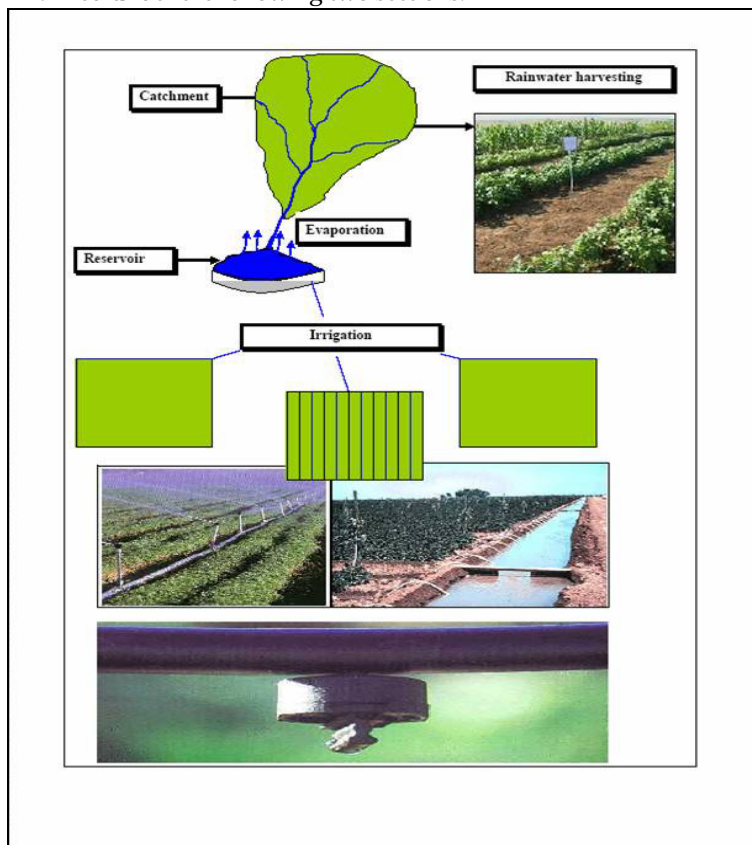 Rainwater harvesting
Catchment
Evaporation
Reservoir
Irrigation